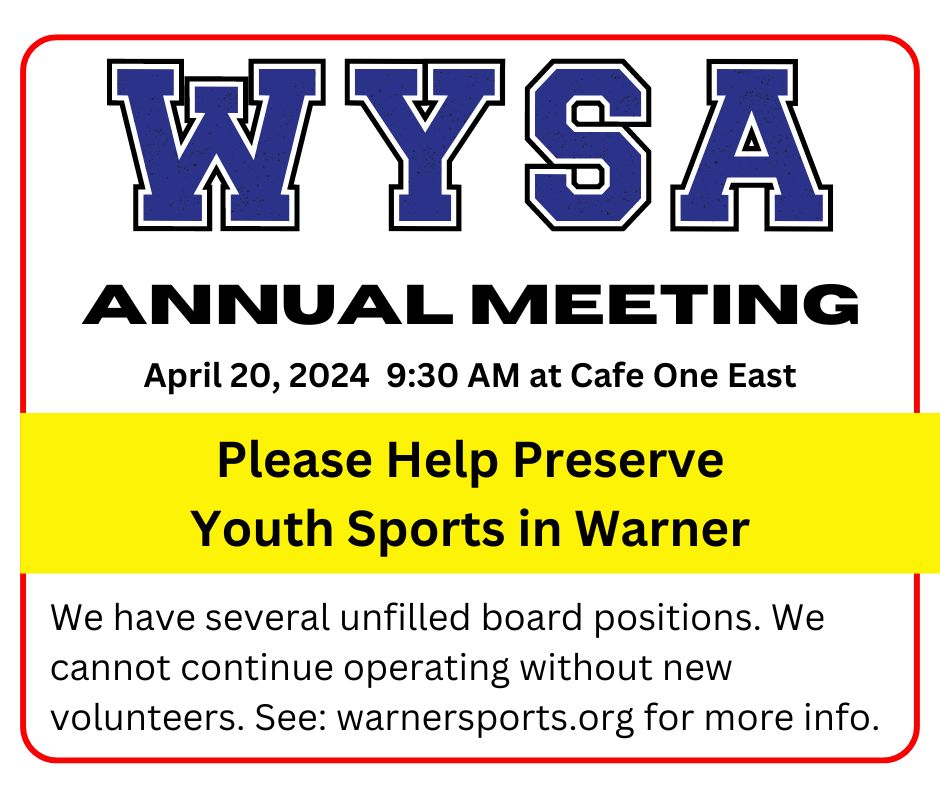 WYSA
ANNUAL MEETING
April 20, 2024 9:30 AM at Cafe One East
Please Help Preserve
Youth Sports in Warner
We have several unfilled board positions. We
cannot continue operating without new
volunteers. See: warnersports.org for more info.